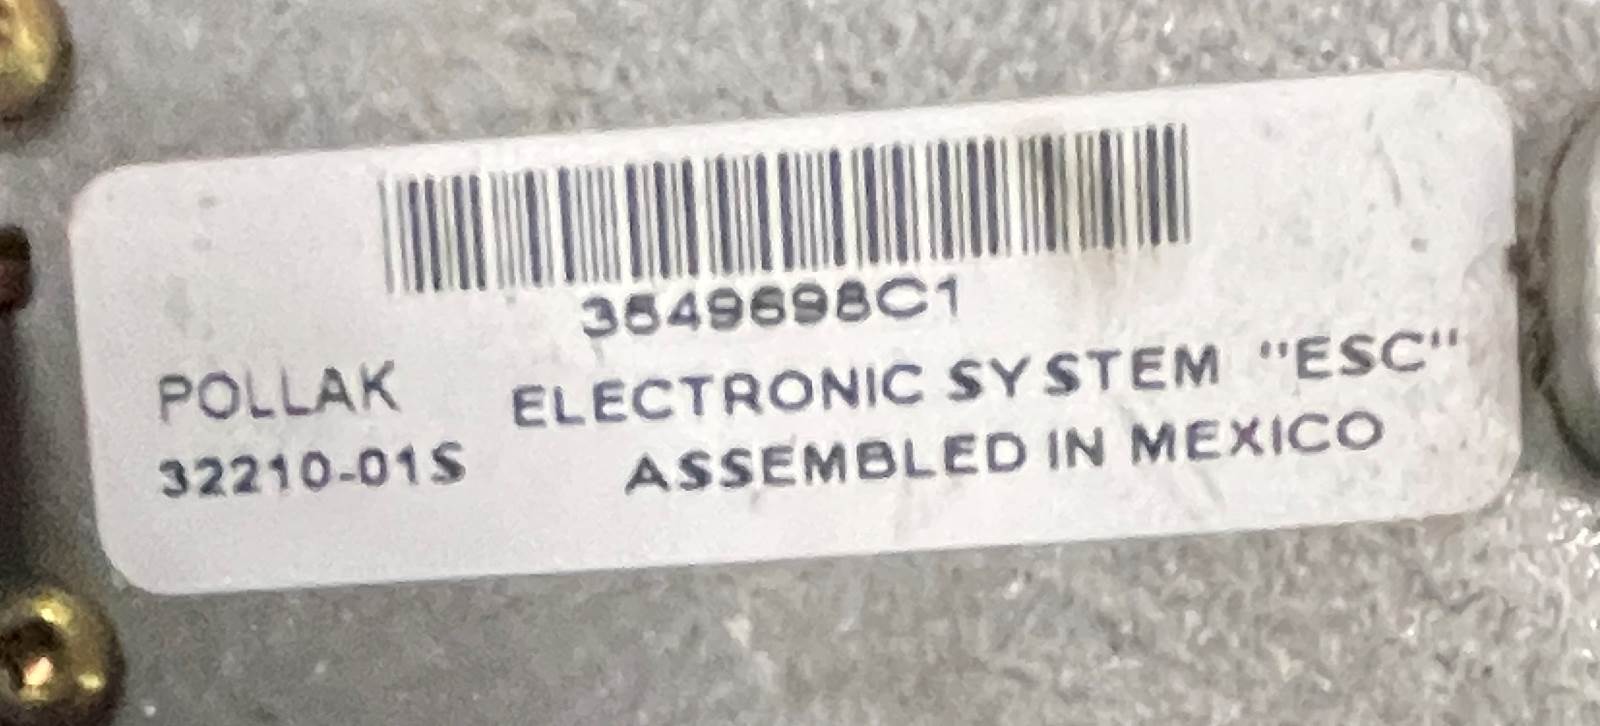 3549698C1
POLLAK ELECTRONIC SYSTEM "ESC"
32210-01S ASSEMBLED IN MEXICO